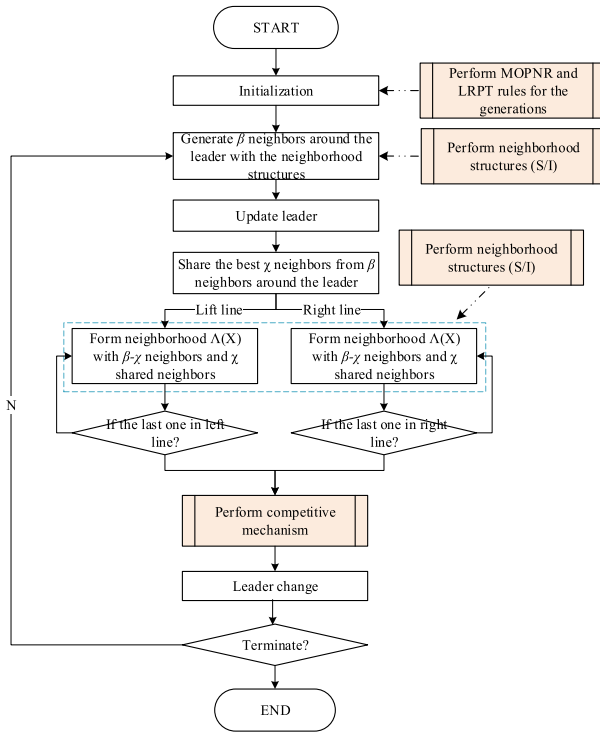 START
Initialization
Perform MOPNR and
LRPT rules for the
generations
Generate β neighbors around the
leader with the neighborhood
structures
Perform neighborhood
structures (S/I)
Update leader
Share the best χ neighbors from β
neighbors around the leader
Perform neighborhood
structures (S/I)
Lift line
Right line
Form neighborhood Λ(X)
with β-χ neighbors and χ
shared neighbors
Form neighborhood Λ(X)
with β-χ neighbors and χ
shared neighbors
N
If the last one in left
line?
If the last one in right
line?
Perform competitive
mechanism
Leader change
Terminate?
END